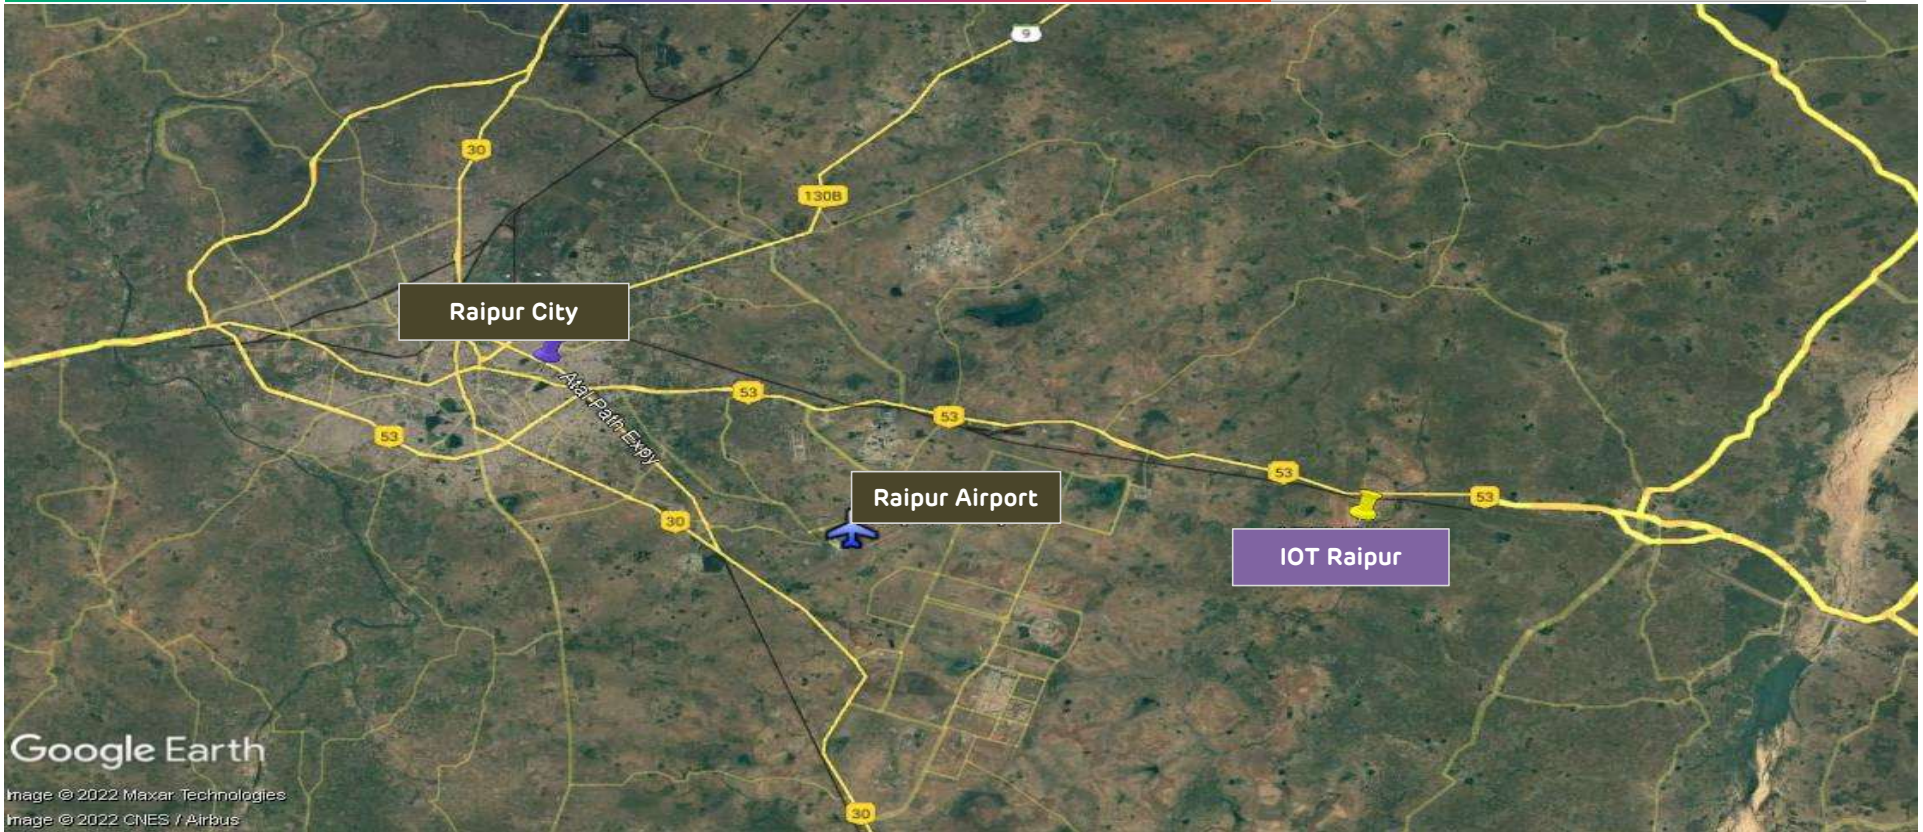 9
30
130B
Raipur City
Atal Path Expy
53
53
53
53
53
Raipur Airport
30
IOT Raipur
Google Earth
Image © 2022 Maxar Technologies
Image © 2022 CNES / Airbus
30